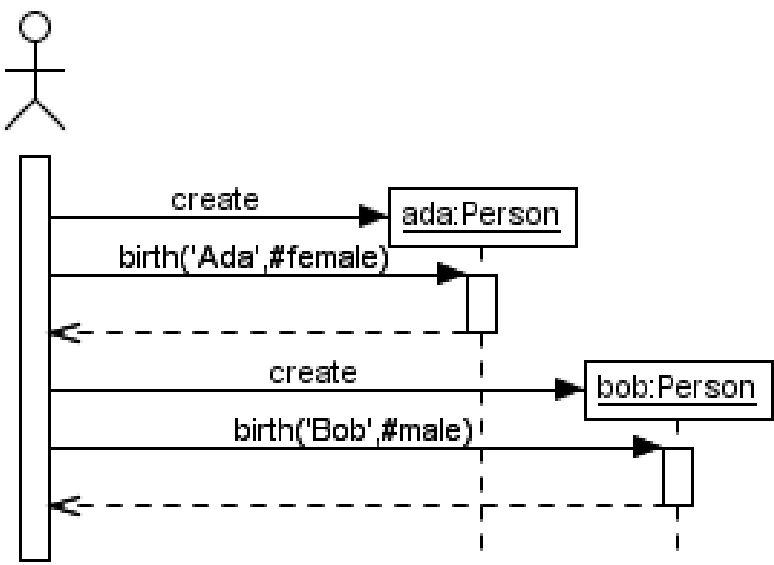 create
ada:Person
birth('Ada',#female)
create
bob:Person
birth('Bob',#male)